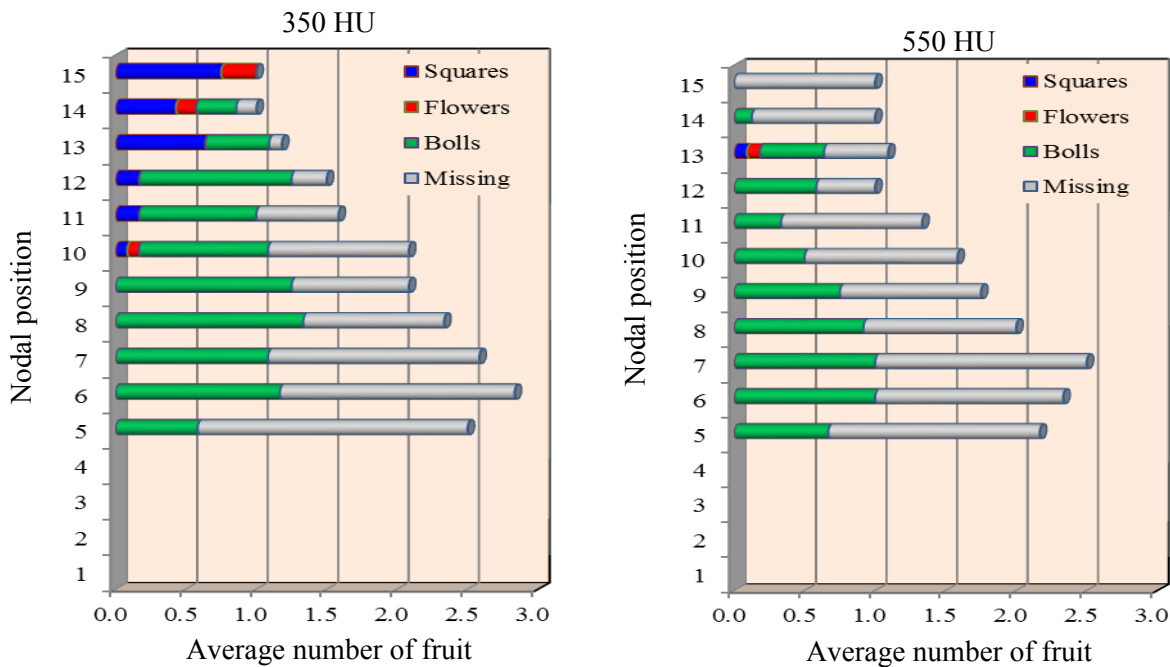 350 HU
15
14
13
12
11
10
9
8
7
6
5
4
3
2
1
Squares
Flowers
Bolls
Missing
Nodal position
0.0 0.5 1.0 1.5 2.0 2.5 3.0
Average number of fruit
550 HU
15
14
13
12
11
10
9
8
7
6
5
4
3
2
1
Squares
Flowers
Bolls
Missing
Nodal position
0.0 0.5 1.0 1.5 2.0 2.5 3.0
Average number of fruit